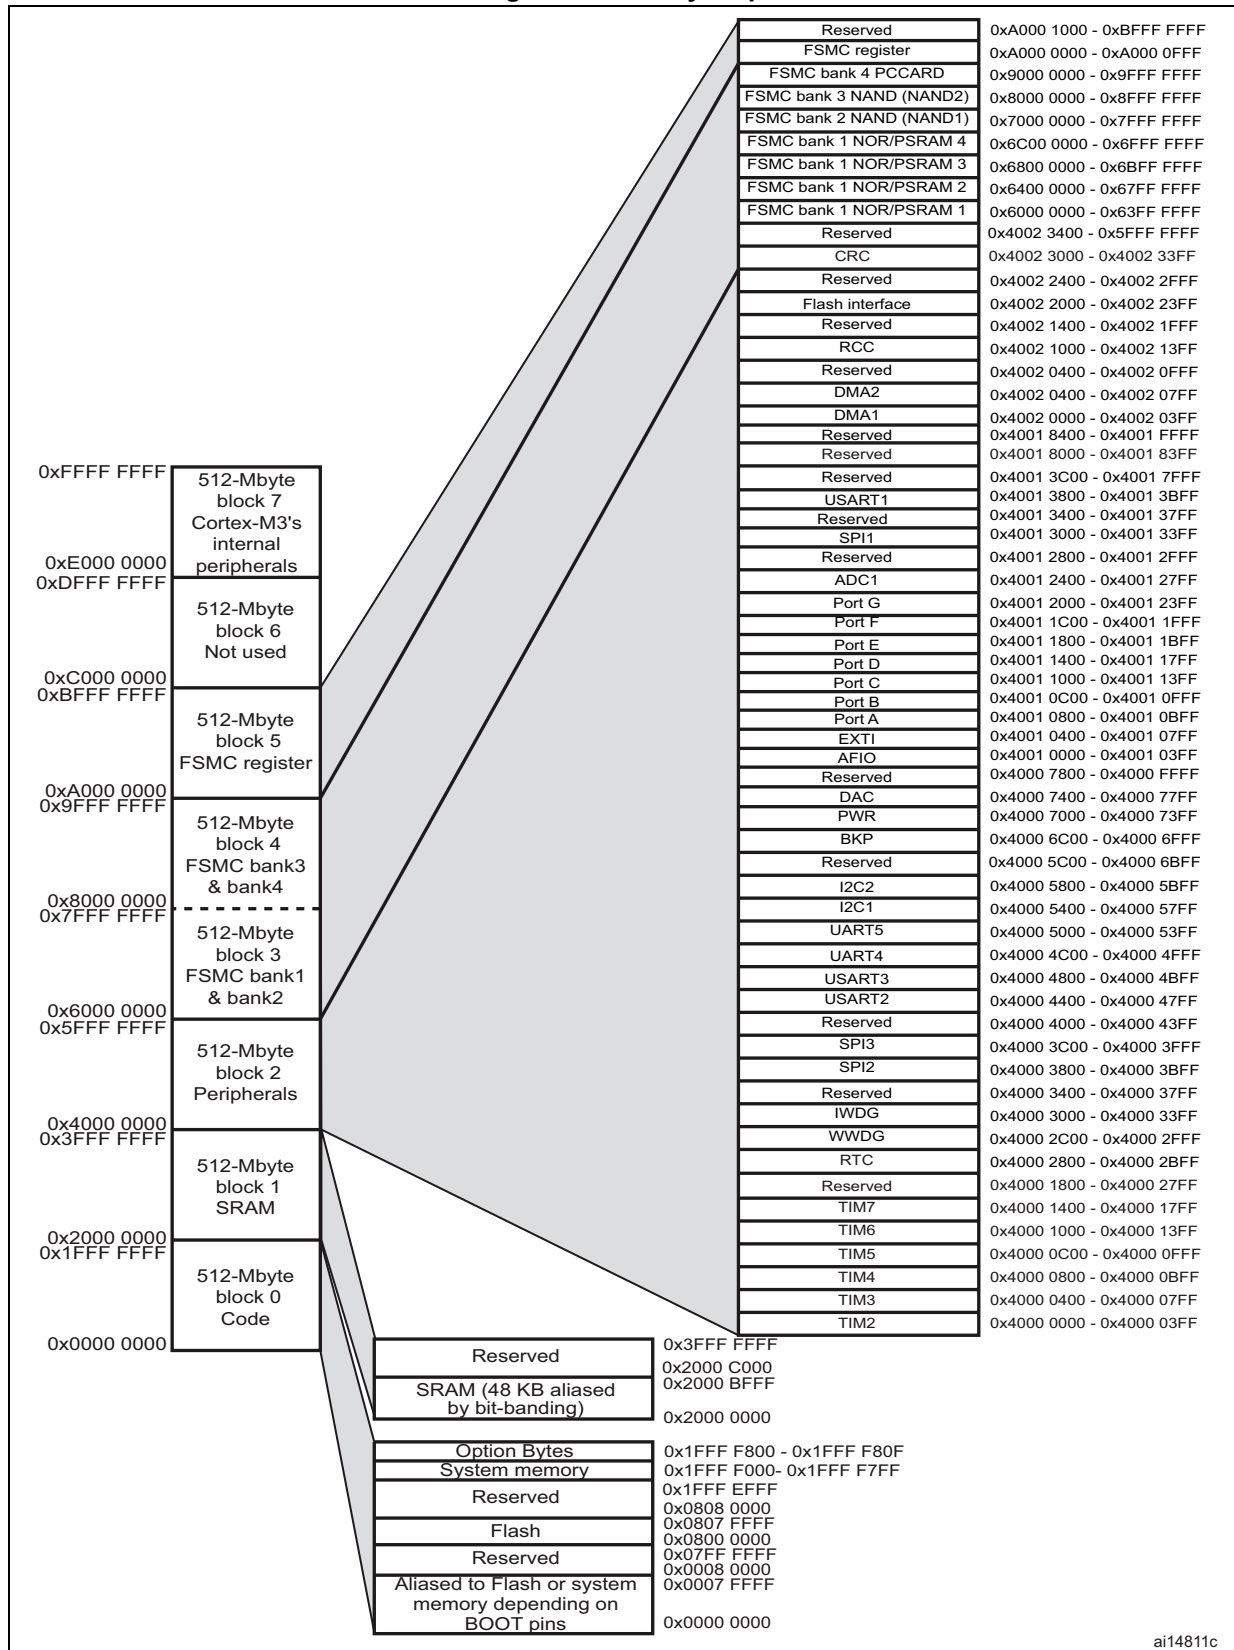 Reserved 0xA000 1000 - 0xBFFF FFFF
FSMC register 0xA000 0000 - 0xA000 0FFF
FSMC bank 4 PCCARD 0x9000 0000 - 0x9FFF FFFF
FSMC bank 3 NAND (NAND2) 0x8000 0000 - 0x8FFF FFFF
FSMC bank 2 NAND (NAND1) 0x7000 0000 - 0x7FFF FFFF
FSMC bank 1 NOR/PSRAM 4 0x6C00 0000 - 0x6FFF FFFF
FSMC bank 1 NOR/PSRAM 3 0x6800 0000 - 0x6BFF FFFF
FSMC bank 1 NOR/PSRAM 2 0x6400 0000 - 0x67FF FFFF
FSMC bank 1 NOR/PSRAM 1 0x6000 0000 - 0x63FF FFFF
Reserved 0x4002 3400 - 0x5FFF FFFF
CRC 0x4002 3000 - 0x4002 33FF
Reserved 0x4002 2400 - 0x4002 2FFF
Flash interface 0x4002 2000 - 0x4002 23FF
Reserved 0x4002 1400 - 0x4002 1FFF
RCC 0x4002 1000 - 0x4002 13FF
Reserved 0x4002 0400 - 0x4002 0FFF
DMA2 0x4002 0400 - 0x4002 07FF
DMA1 0x4002 0000 - 0x4002 03FF
Reserved 0x4001 8400 - 0x4001 FFFF
Reserved 0x4001 8000 - 0x4001 83FF
Reserved 0x4001 3C00 - 0x4001 7FFF
USART1 0x4001 3800 - 0x4001 3BFF
Reserved 0x4001 3400 - 0x4001 37FF
SPI1 0x4001 3000 - 0x4001 33FF
Reserved 0x4001 2800 - 0x4001 2FFF
ADC1 0x4001 2400 - 0x4001 27FF
Port G 0x4001 2000 - 0x4001 23FF
Port F 0x4001 1C00 - 0x4001 1FFF
Port E 0x4001 1800 - 0x4001 1BFF
Port D 0x4001 1400 - 0x4001 17FF
Port C 0x4001 1000 - 0x4001 13FF
Port B 0x4001 0C00 - 0x4001 0FFF
Port A 0x4001 0800 - 0x4001 0BFF
EXTI 0x4001 0400 - 0x4001 07FF
AFIO 0x4001 0000 - 0x4001 03FF
Reserved 0x4000 7800 - 0x4000 FFFF
DAC 0x4000 7400 - 0x4000 77FF
PWR 0x4000 7000 - 0x4000 73FF
BKP 0x4000 6C00 - 0x4000 6FFF
Reserved 0x4000 5C00 - 0x4000 6BFF
I2C2 0x4000 5800 - 0x4000 5BFF
I2C1 0x4000 5400 - 0x4000 57FF
UART5 0x4000 5000 - 0x4000 53FF
UART4 0x4000 4C00 - 0x4000 4FFF
USART3 0x4000 4800 - 0x4000 4BFF
USART2 0x4000 4400 - 0x4000 47FF
Reserved 0x4000 4000 - 0x4000 43FF
SPI3 0x4000 3C00 - 0x4000 3FFF
SPI2 0x4000 3800 - 0x4000 3BFF
Reserved 0x4000 3400 - 0x4000 37FF
IWDG 0x4000 3000 - 0x4000 33FF
WWDG 0x4000 2C00 - 0x4000 2FFF
RTC 0x4000 2800 - 0x4000 2BFF
Reserved 0x4000 1800 - 0x4000 27FF
TIM7 0x4000 1400 - 0x4000 17FF
TIM6 0x4000 1000 - 0x4000 13FF
TIM5 0x4000 0C00 - 0x4000 0FFF
TIM4 0x4000 0800 - 0x4000 0BFF
TIM3 0x4000 0400 - 0x4000 07FF
TIM2 0x4000 0000 - 0x4000 03FF
0xFFFF FFFF
512-Mbyte
block 7
Cortex-M3's
internal
peripherals
0xE000 0000
0xDFFF FFFF
512-Mbyte
block 6
Not used
0xC000 0000
0xBFFF FFFF
512-Mbyte
block 5
FSMC register
0xA000 0000
0x9FFF FFFF
512-Mbyte
block 4
FSMC bank3
& bank4
0x8000 0000
0x7FFF FFFF
512-Mbyte
block 3
FSMC bank1
& bank2
0x6000 0000
0x5FFF FFFF
512-Mbyte
block 2
Peripherals
0x4000 0000
0x3FFF FFFF
512-Mbyte
block 1
SRAM
0x2000 0000
0x1FFF FFFF
512-Mbyte
block 0
Code
0x0000 0000
0x3FFF FFFF
Reserved
0x2000 C000
0x2000 BFFF
SRAM (48 KB aliased
by bit-banding)
0x2000 0000
Option Bytes 0x1FFF F800 - 0x1FFF F80F
System memory 0x1FFF F000- 0x1FFF F7FF
0x1FFF EFFF
Reserved
0x0808 0000
0x0807 FFFF
Flash
0x0800 0000
0x07FF FFFF
Reserved
0x0008 0000
0x0007 FFFF
Aliased to Flash or system
memory depending on
BOOT pins
0x0000 0000
ai14811c